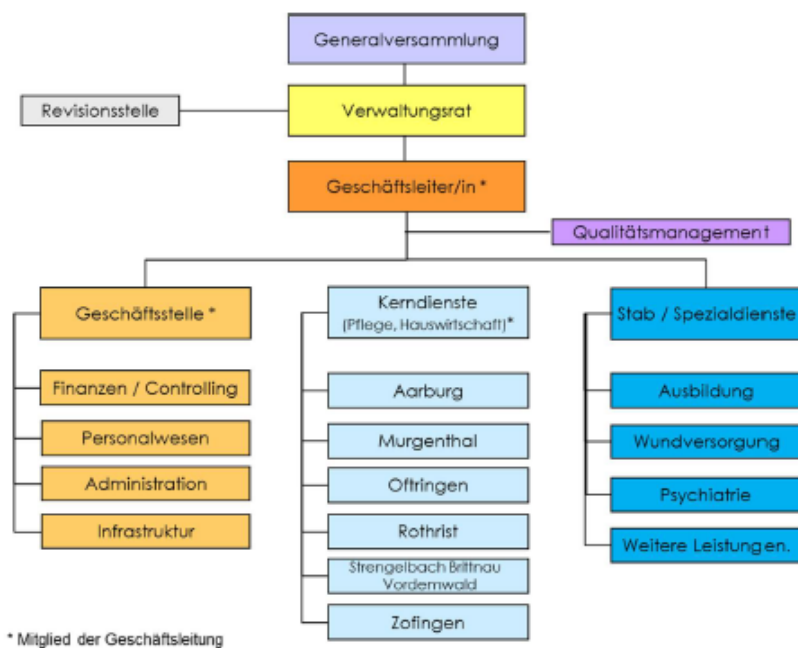 Generalversammlung
Revisionsstelle
Verwaltungsrat
Geschäftsleiter/in *
Qualitätsmanagement
Geschäftsstelle *
Finanzen / Controlling
Personalwesen
Administration
Infrastruktur
Kerndienste
(Pflege, Hauswirtschaft)*
Aarburg
Murgenthal
Oftringen
Rothrist
Strengelbach Brittnau
Vordemwald
Zofingen
Stab / Spezialdienste
Ausbildung
Wundversorgung
Psychiatrie
Weitere Leistungen.
* Mitglied der Geschäftsleitung